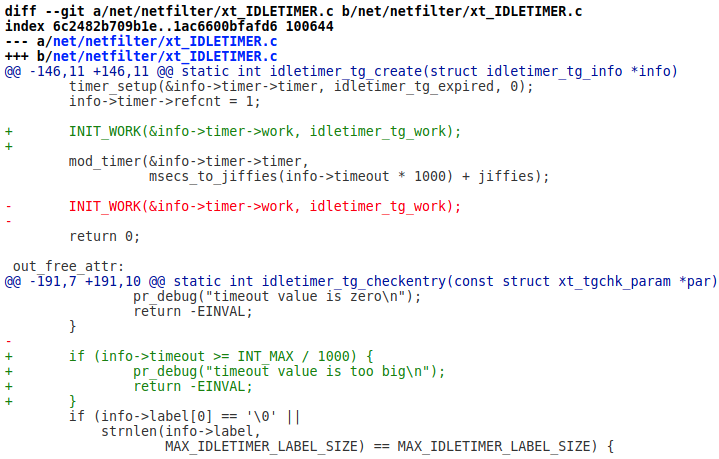 diff --git a/net/netfilter/xt_IDLETIMER.c b/net/netfilter/xt_IDLETIMER.c
index 6c2482b709b1e..1ac6600bfafd6 100644
--- a/net/netfilter/xt_IDLETIMER.c
+++ b/net/netfilter/xt_IDLETIMER.c
@@ -146,11 +146,11 @@ static int idletimer_tg_create(struct idletimer_tg_info *info)
        timer_setup(&info->timer->timer, idletimer_tg_expired, 0);
        info->timer->refcnt = 1;

+       INIT_WORK(&info->timer->work, idletimer_tg_work);
+
        mod_timer(&info->timer->timer,
                  msecs_to_jiffies(info->timeout * 1000) + jiffies);

-       INIT_WORK(&info->timer->work, idletimer_tg_work);
-
        return 0;

 out_free_attr:
@@ -191,7 +191,10 @@ static int idletimer_tg_checkentry(const struct xt_tgchk_param *par)
                pr_debug("timeout value is zero\n");
                return -EINVAL;
        }
-
+       if (info->timeout >= INT_MAX / 1000) {
+               pr_debug("timeout value is too big\n");
+               return -EINVAL;
+       }
        if (info->label[0] == '\0' ||
            strnlen(info->label,
                    MAX_IDLETIMER_LABEL_SIZE) == MAX_IDLETIMER_LABEL_SIZE) {